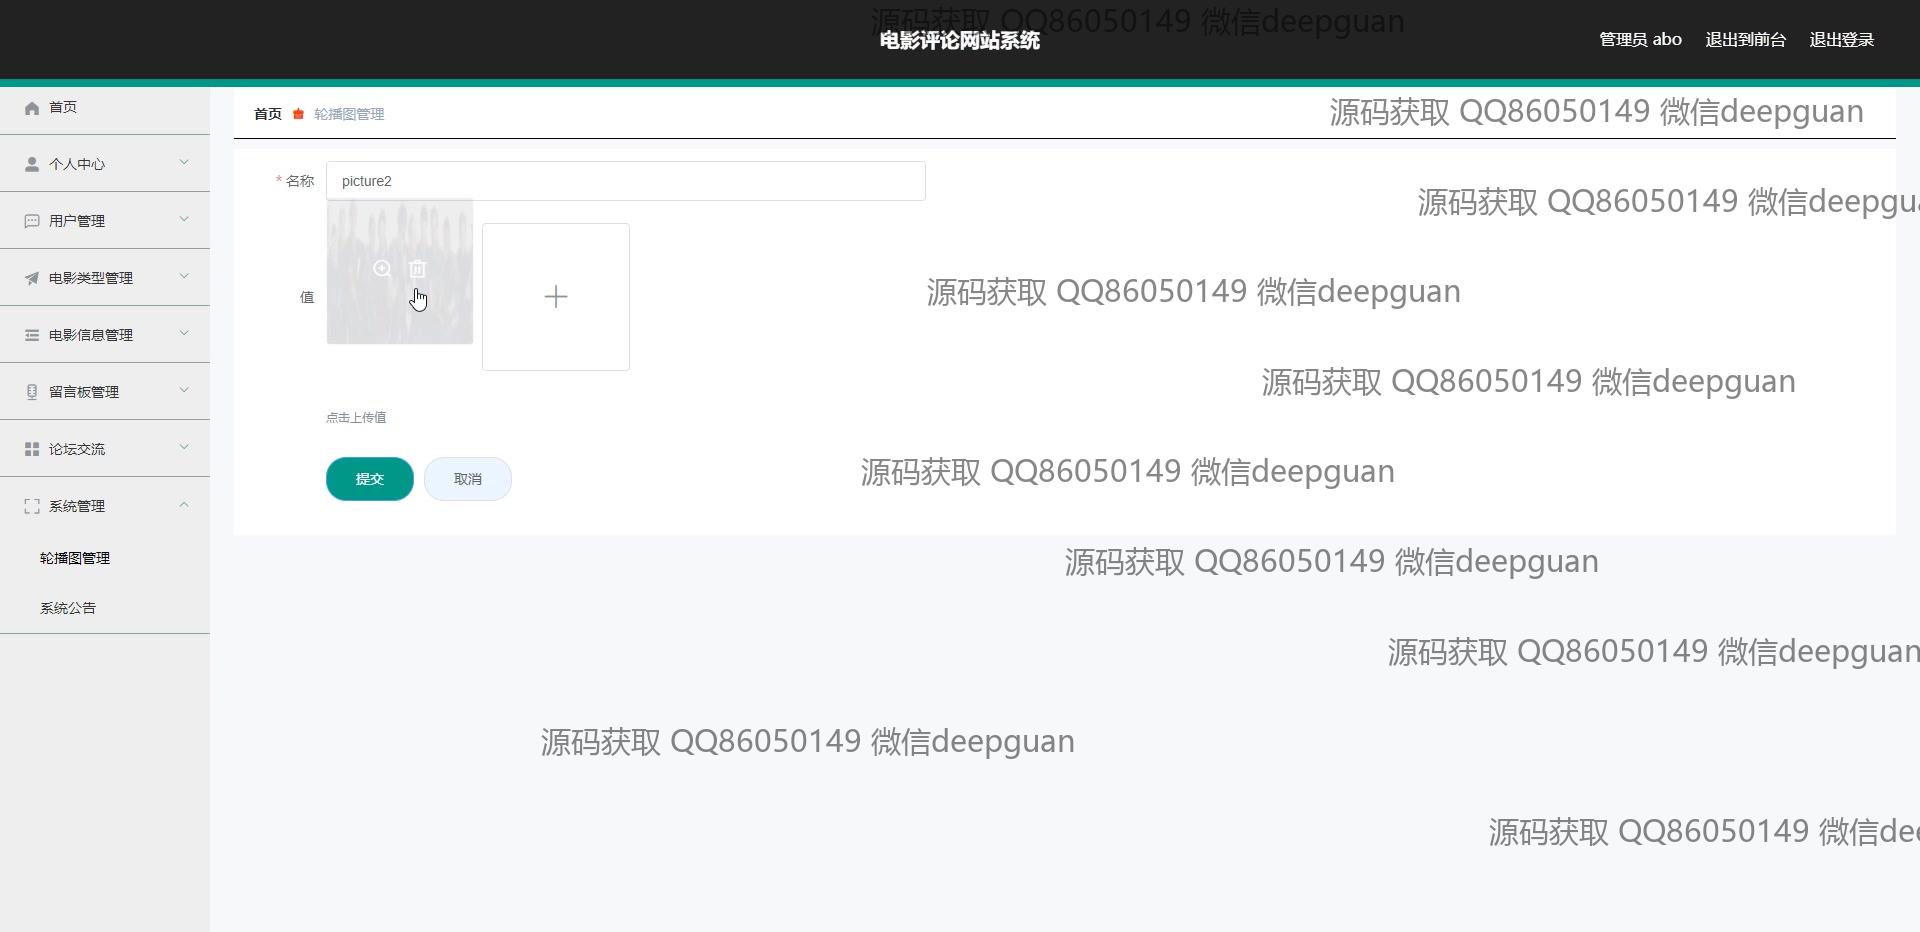 源码获取 QQ86050149 微信deepguan
电影评论网站系统
管理员 abo
退出到前台
退出登录
首页
个人中心
用户管理
电影类型管理
电影信息管理
留言板管理
论坛交流
系统管理
轮播图管理
系统公告
首页 轮播图管理
源码获取 QQ86050149 微信deepguan
* 名称 picture2
源码获取 QQ86050149 微信deepgua
值
源码获取 QQ86050149 微信deepguan
源码获取 QQ86050149 微信deepguan
点击上传值
源码获取 QQ86050149 微信deepguan
提交 取消
源码获取 QQ86050149 微信deepguan
源码获取 QQ86050149 微信deepguan
源码获取 QQ86050149 微信deepguan
源码获取 QQ86050149 微信dee